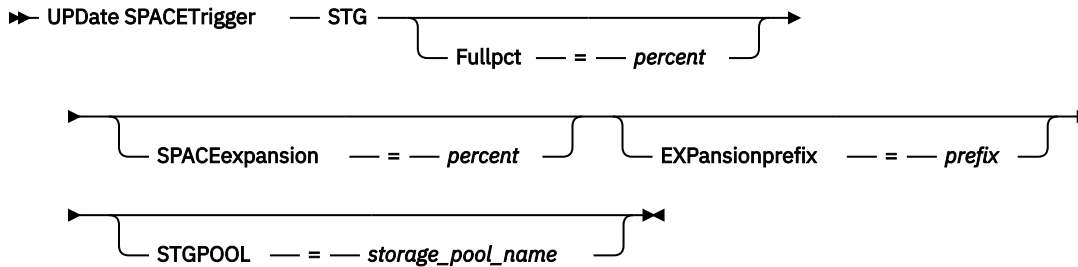 UPDate SPACETrigger STG
Fullpct = percent
SPACEexpansion = percent EXPansionprefix = prefix
STGPOOL = storage_pool_name